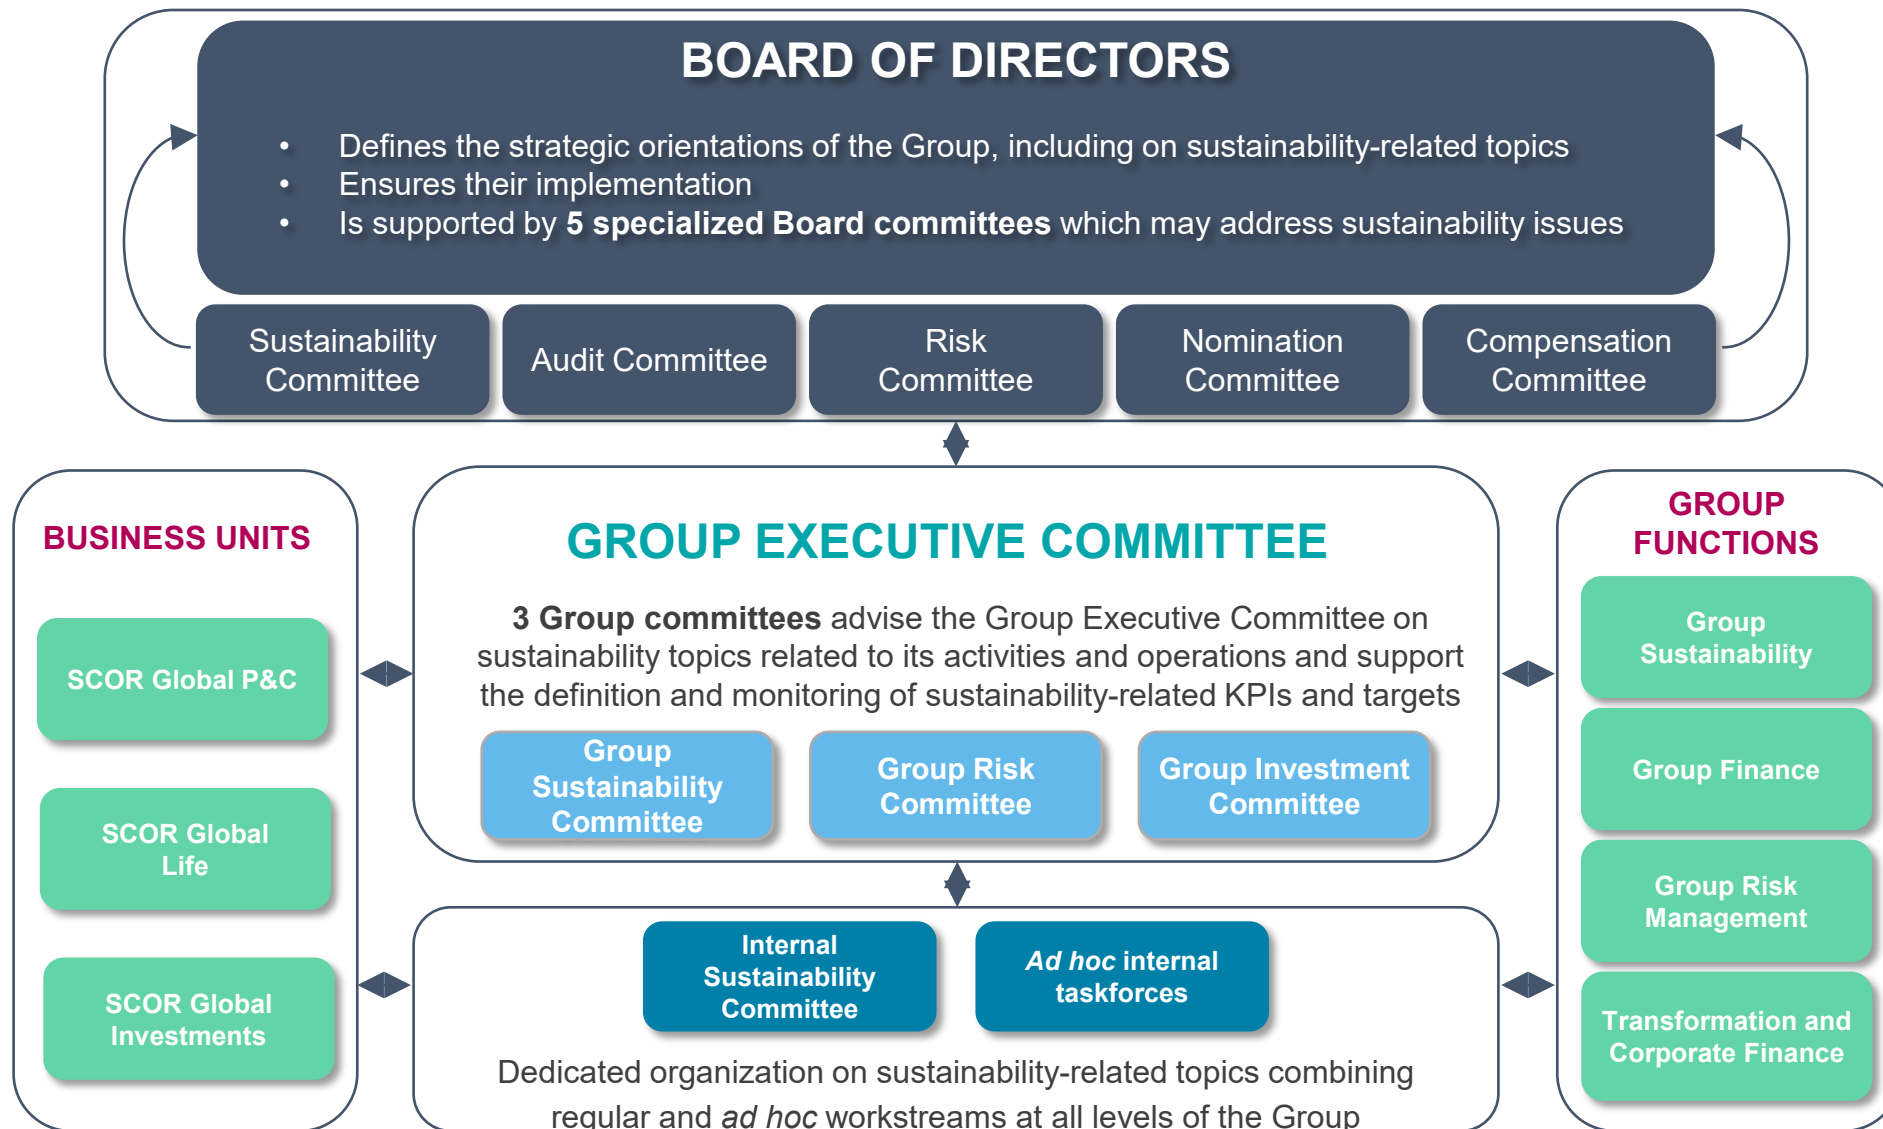 BOARD OF DIRECTORS
• Defines the strategic orientations of the Group, including on sustainability-related topics
• Ensures their implementation
• Is supported by 5 specialized Board committees which may address sustainability issues
Sustainability
Committee
Audit Committee
Risk
Committee
Nomination
Committee
Compensation
Committee
BUSINESS UNITS
SCOR Global P&C
SCOR Global
Life
SCOR Global
Investments
GROUP EXECUTIVE COMMITTEE
3 Group committees advise the Group Executive Committee on
sustainability topics related to its activities and operations and support
the definition and monitoring of sustainability-related KPIs and targets
Group
Sustainability
Committee
Group Risk
Committee
Group Investment
Committee
Internal
Sustainability
Committee
Ad hoc internal
taskforces
Dedicated organization on sustainability-related topics combining
regular and ad hoc workstreams at all levels of the Group
GROUP
FUNCTIONS
Group
Sustainability
Group Finance
Group Risk
Management
Transformation and
Corporate Finance